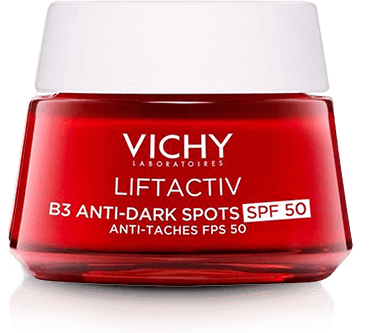 VICHY
LABORATOIRES
LIFTACTIV
B3 ANTI-DARK SPOTS SPF 50
ANTI-TACHES FPS 50